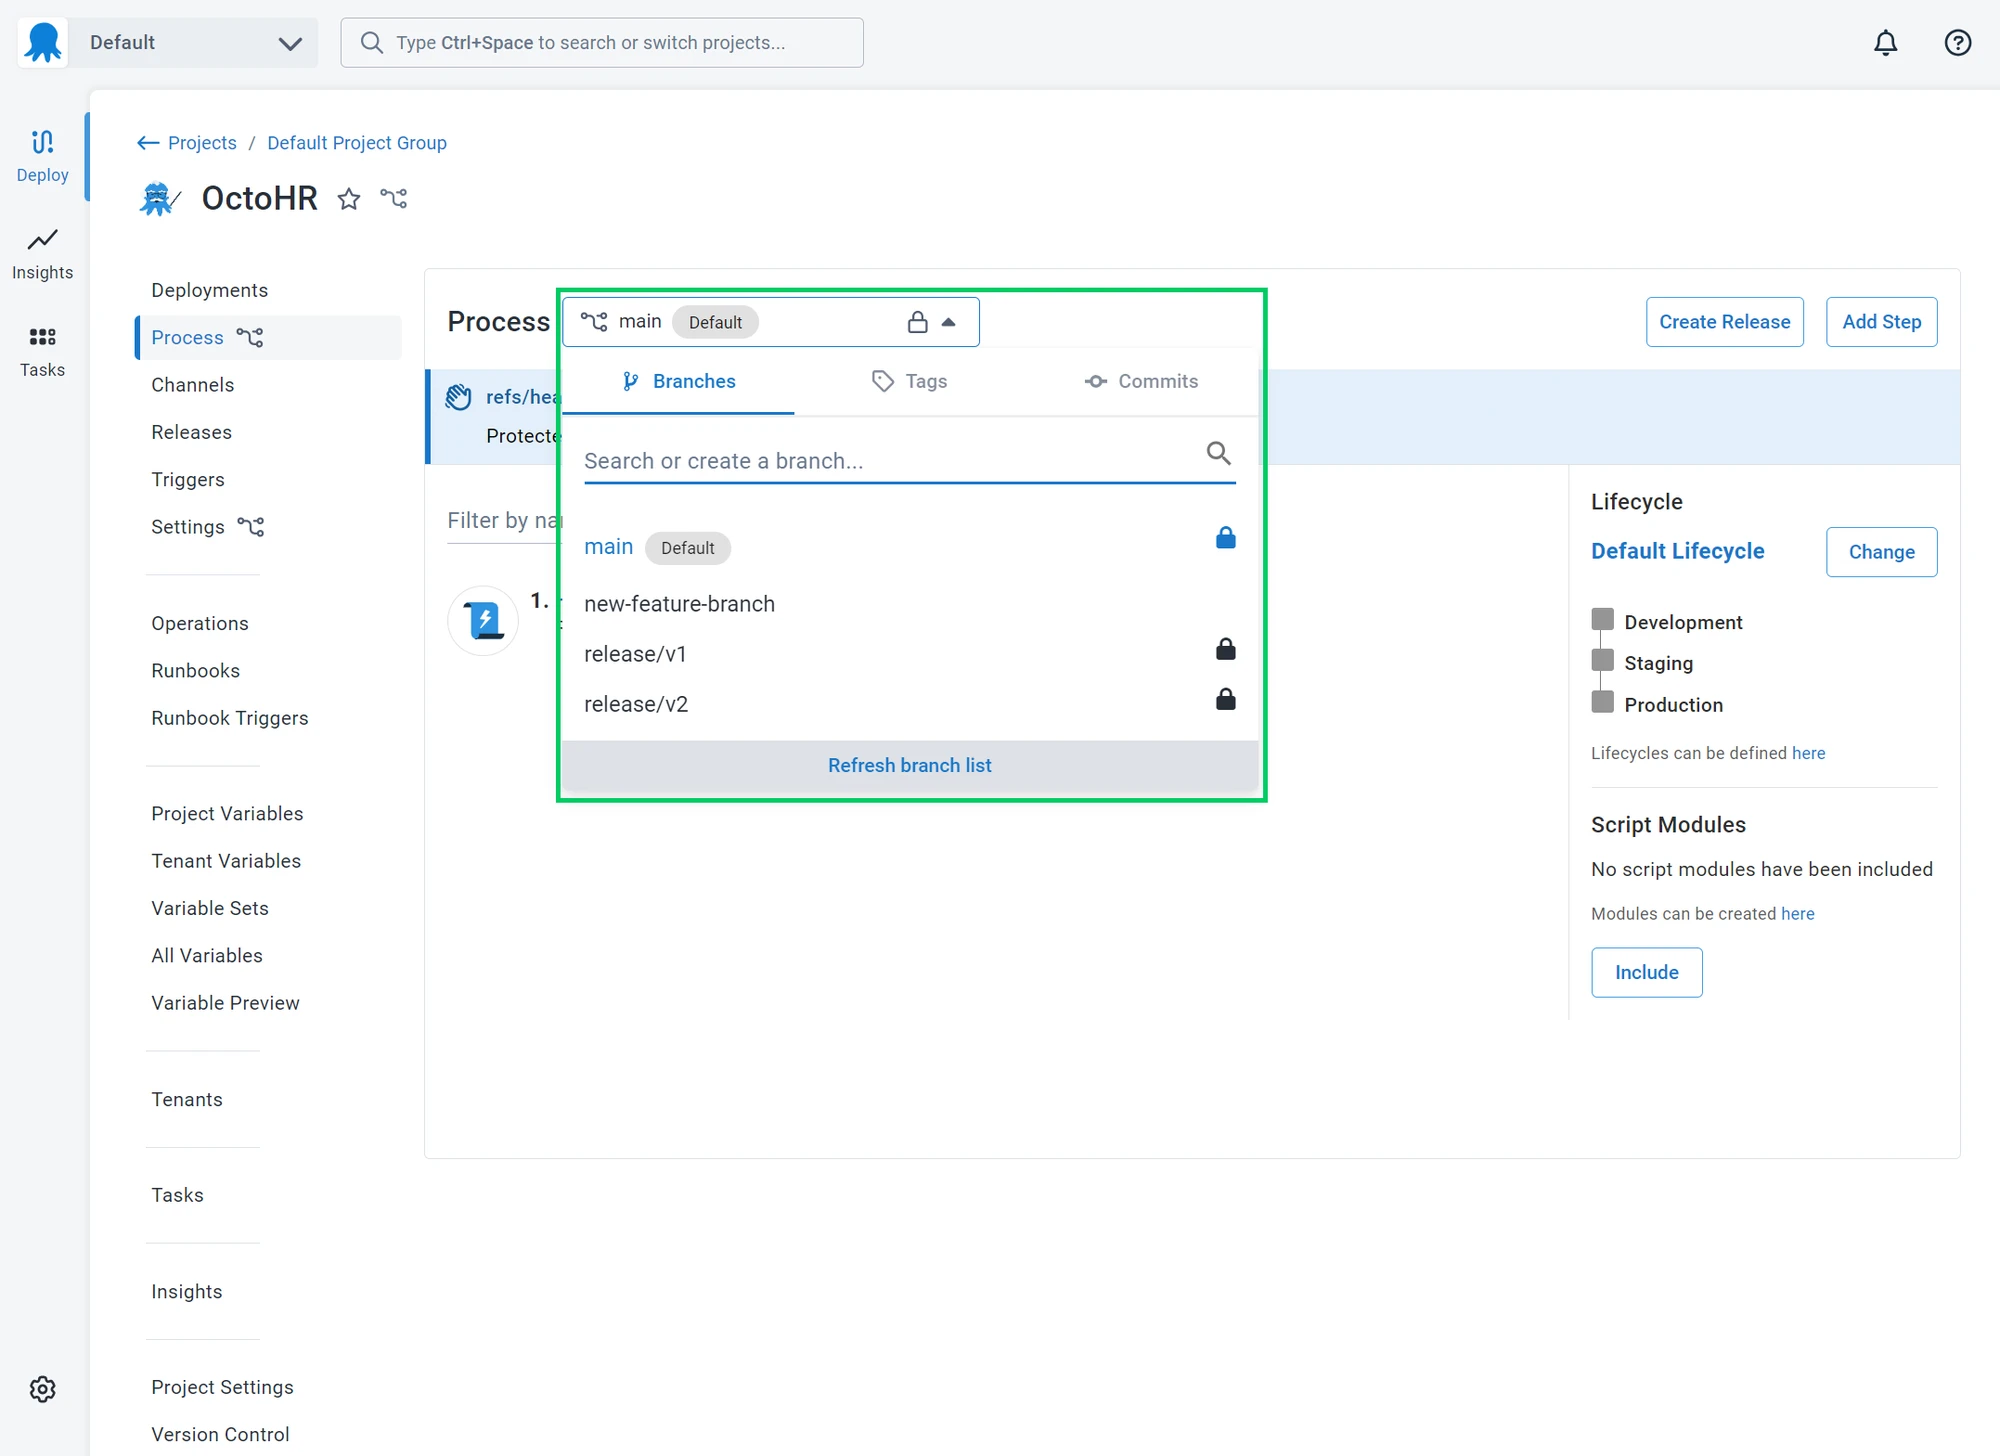 Default
Type Ctrl+Space to search or switch projects...
Deploy
Insights
Tasks
Projects / Default Project Group
OctoHR
Deployments
Process
Channels
Releases
Triggers
Settings
Operations
Runbooks
Runbook Triggers
Project Variables
Tenant Variables
Variable Sets
All Variables
Variable Preview
Tenants
Tasks
Insights
Project Settings
Version Control
Process
main Default
Create Release
Add Step
Branches
Tags
Commits
refs/hea
Protecte
Search or create a branch...
Filter by na
main Default
new-feature-branch
release/v1
release/v2
Refresh branch list
1.
Lifecycle
Default Lifecycle
Change
Development
Staging
Production
Lifecycles can be defined here
Script Modules
No script modules have been included
Modules can be created here
Include